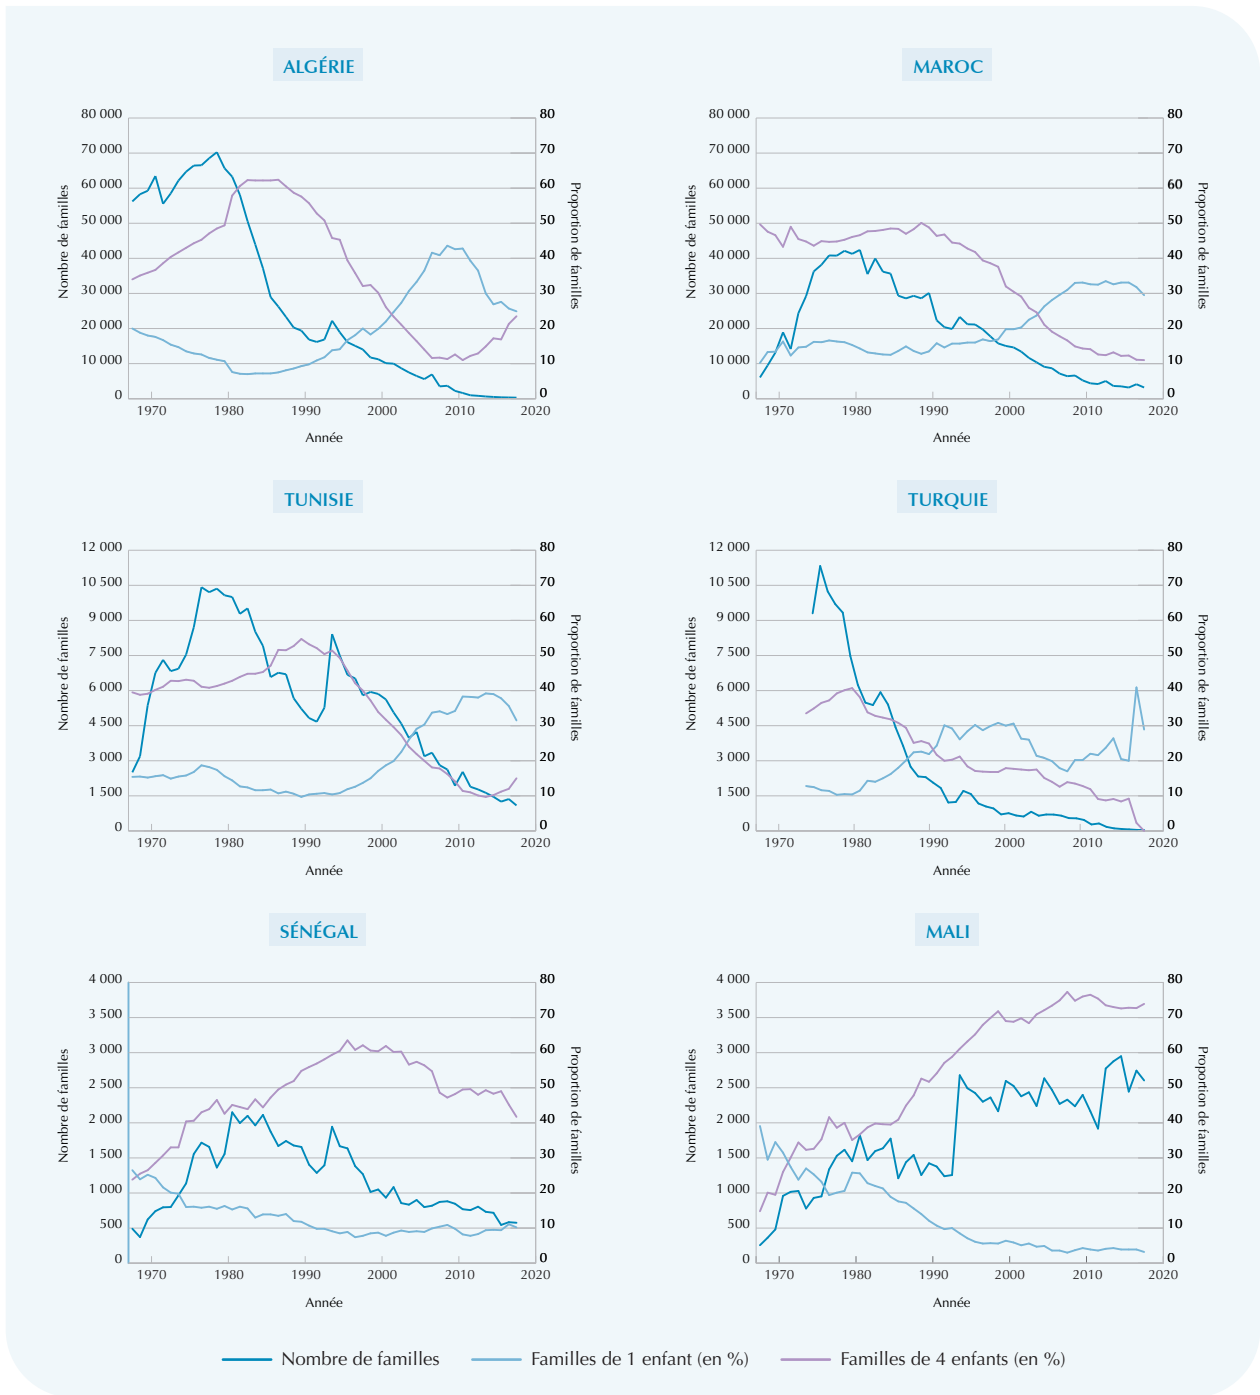 ALGÉRIE
80 000 80
70 000 70
60 000 60
50 000 50
40 000 40
30 000 30
20 000 20
10 000 10
0 0
Nombre de familles
Proportion de familles
1970 1980 1990 2000 2010 2020
Année
MAROC
80 000 80
70 000 70
60 000 60
50 000 50
40 000 40
30 000 30
20 000 20
10 000 10
0 0
Nombre de familles
Proportion de familles
1970 1980 1990 2000 2010 2020
Année
TUNISIE
12 000 80
10 500 70
9 000 60
7 500 50
6 000 40
4 500 30
3 000 20
1 500 10
0 0
Nombre de familles
Proportion de familles
1970 1980 1990 2000 2010 2020
Année
TURQUIE
12 000 80
10 500 70
9 000 60
7 500 50
6 000 40
4 500 30
3 000 20
1 500 10
0 0
Nombre de familles
Proportion de familles
1970 1980 1990 2000 2010 2020
Année
SÉNÉGAL
4 000 80
3 500 70
3 000 60
2 500 50
2 000 40
1 500 30
1 000 20
500 10
0 0
Nombre de familles
Proportion de familles
1970 1980 1990 2000 2010 2020
Année
MALI
4 000 80
3 500 70
3 000 60
2 500 50
2 000 40
1 500 30
1 000 20
500 10
0 0
Nombre de familles
Proportion de familles
1970 1980 1990 2000 2010 2020
Année
Nombre de familles Familles de 1 enfant (en %) Familles de 4 enfants (en %)